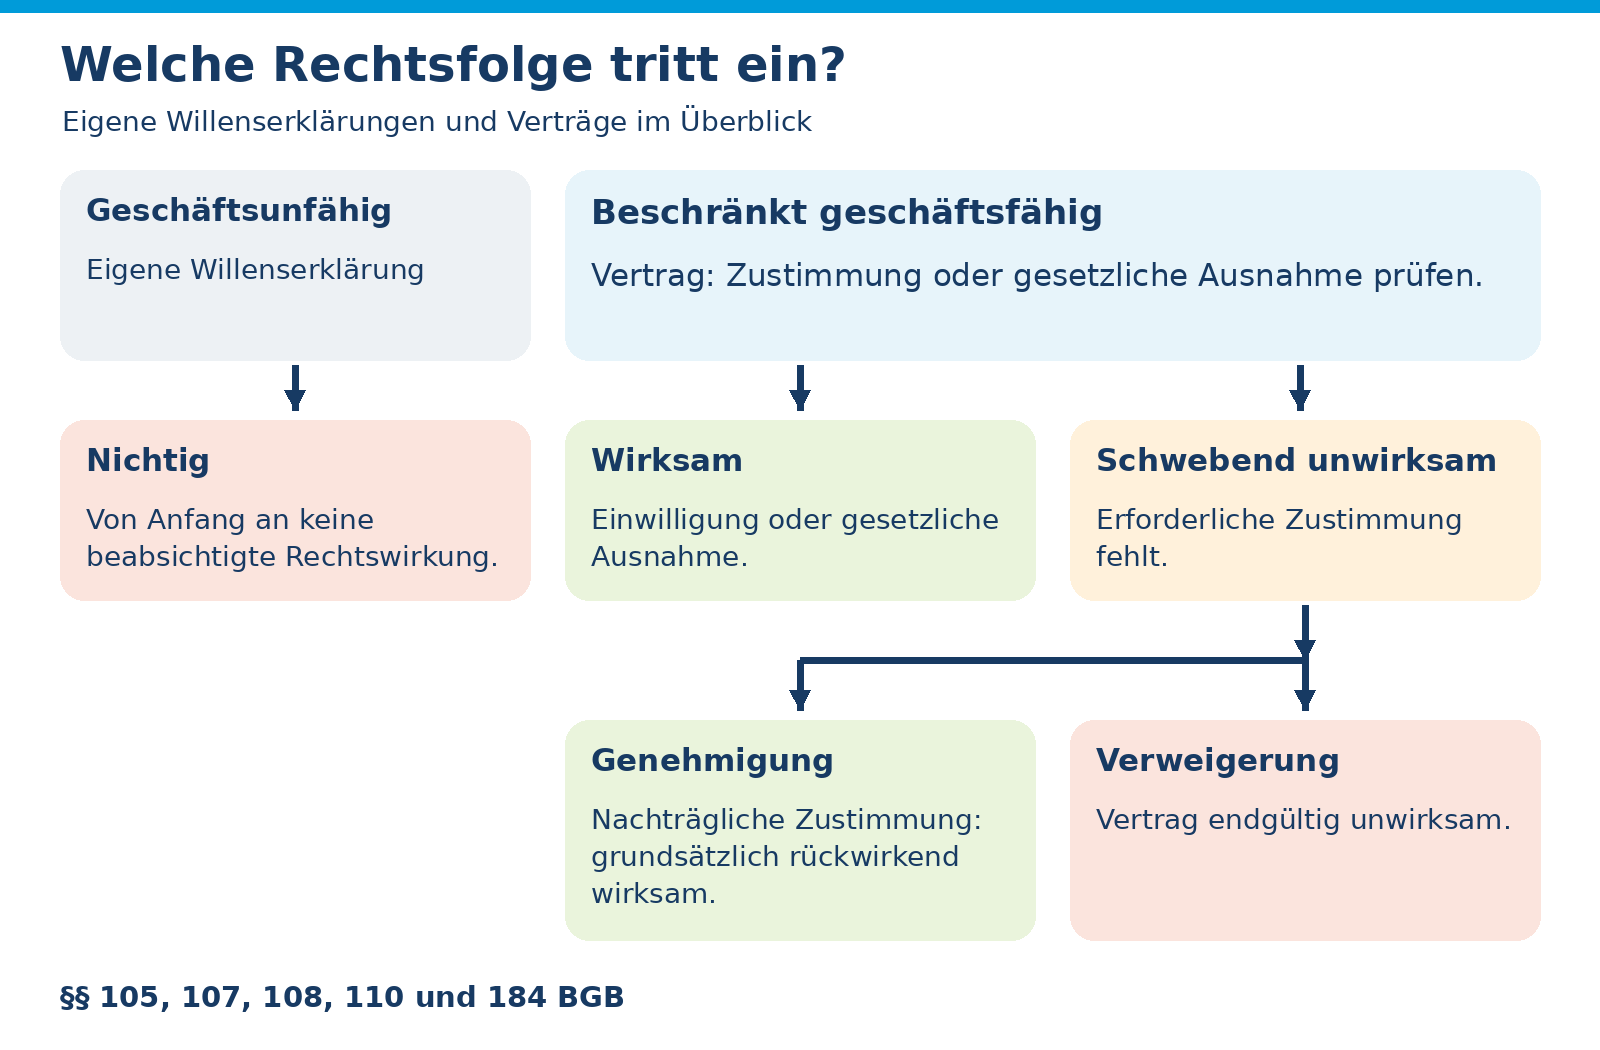 Welche Rechtsfolge tritt ein?
Eigene Willenserklärungen und Verträge im Überblick
Geschäftsunfähig
Eigene Willenserklärung
Beschränkt geschäftsfähig
Vertrag: Zustimmung oder gesetzliche Ausnahme prüfen.
Nichtig
Von Anfang an keine
beabsichtigte Rechtswirkung.
Wirksam
Einwilligung oder gesetzliche
Ausnahme.
Schwebend unwirksam
Erforderliche Zustimmung
fehlt.
Genehmigung
Nachträgliche Zustimmung:
grundsätzlich rückwirkend
wirksam.
Verweigerung
Vertrag endgültig unwirksam.
§§ 105, 107, 108, 110 und 184 BGB